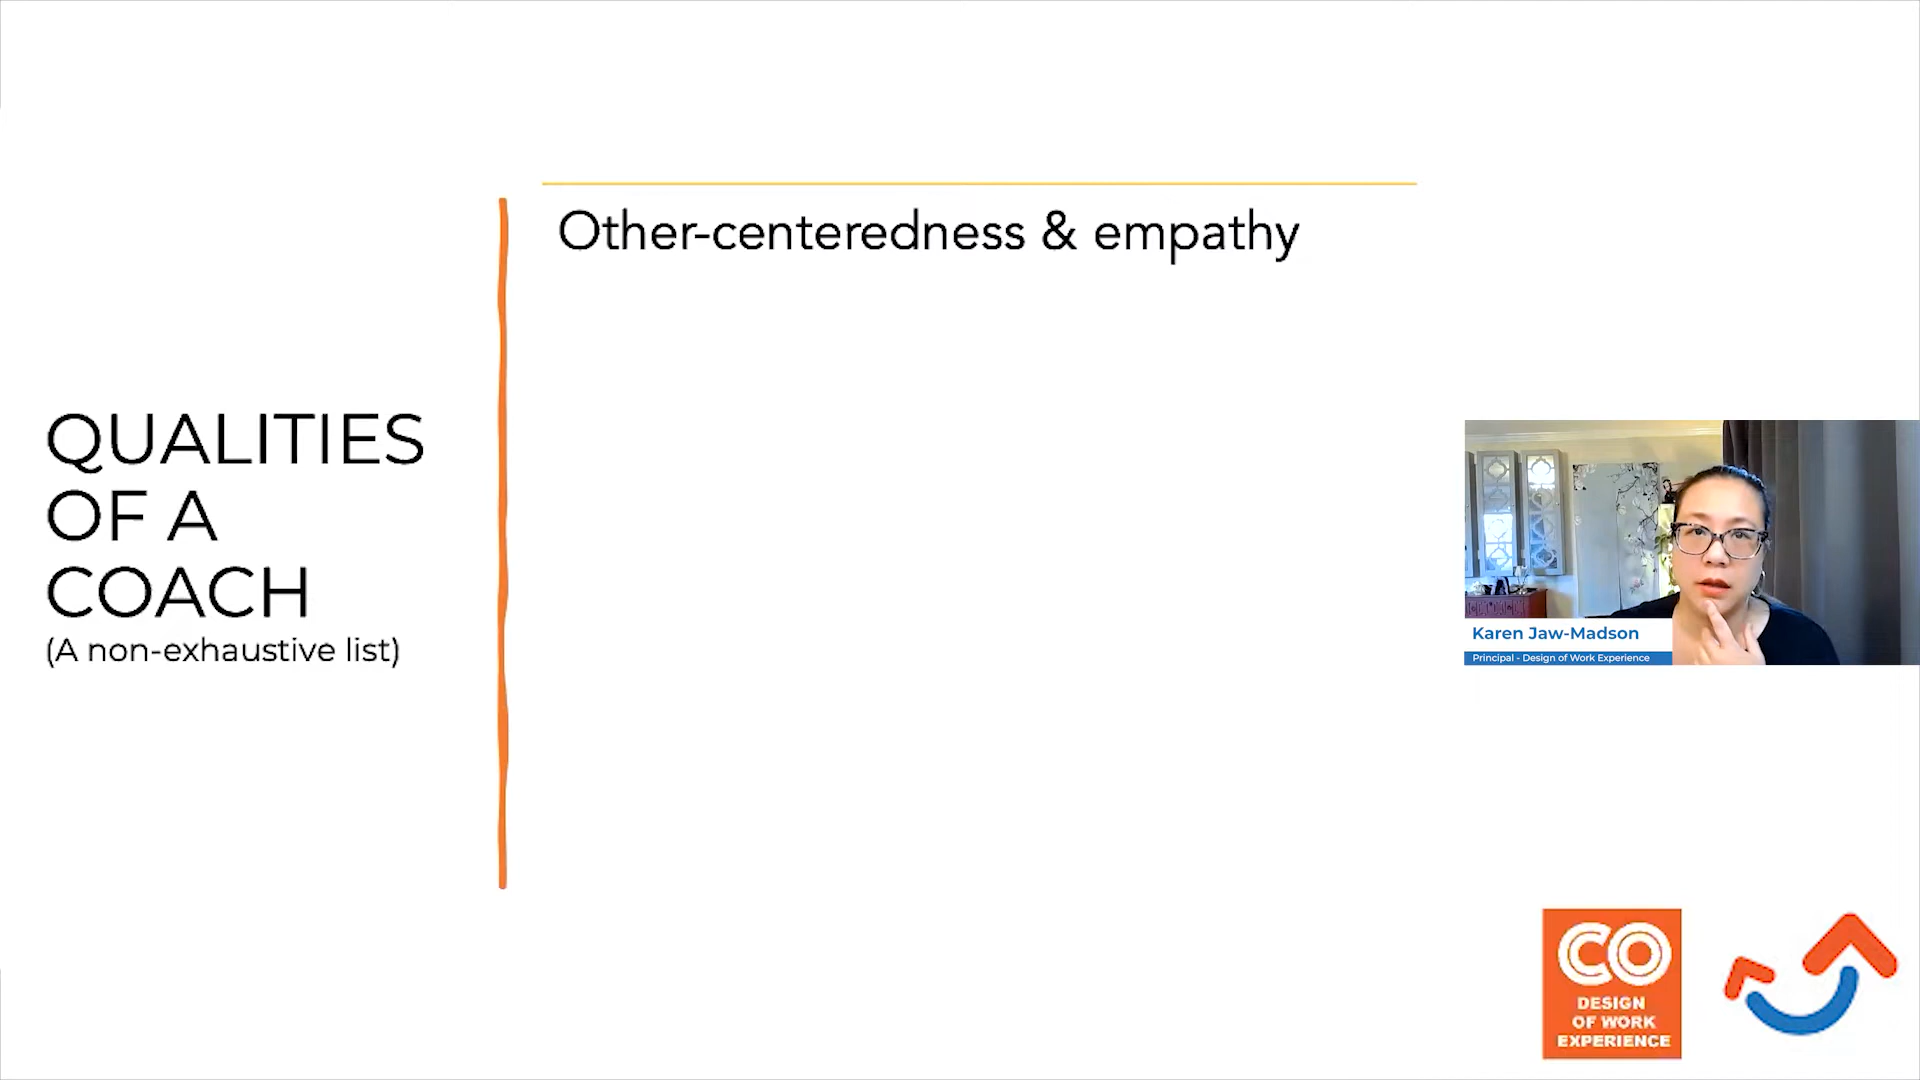 Other-centeredness & empathy
QUALITIES
OF A
COACH
(A non-exhaustive list)
Karen Jaw-Madson
Principal - Design of Work Experience
CO
DESIGN
OF WORK
EXPERIENCE